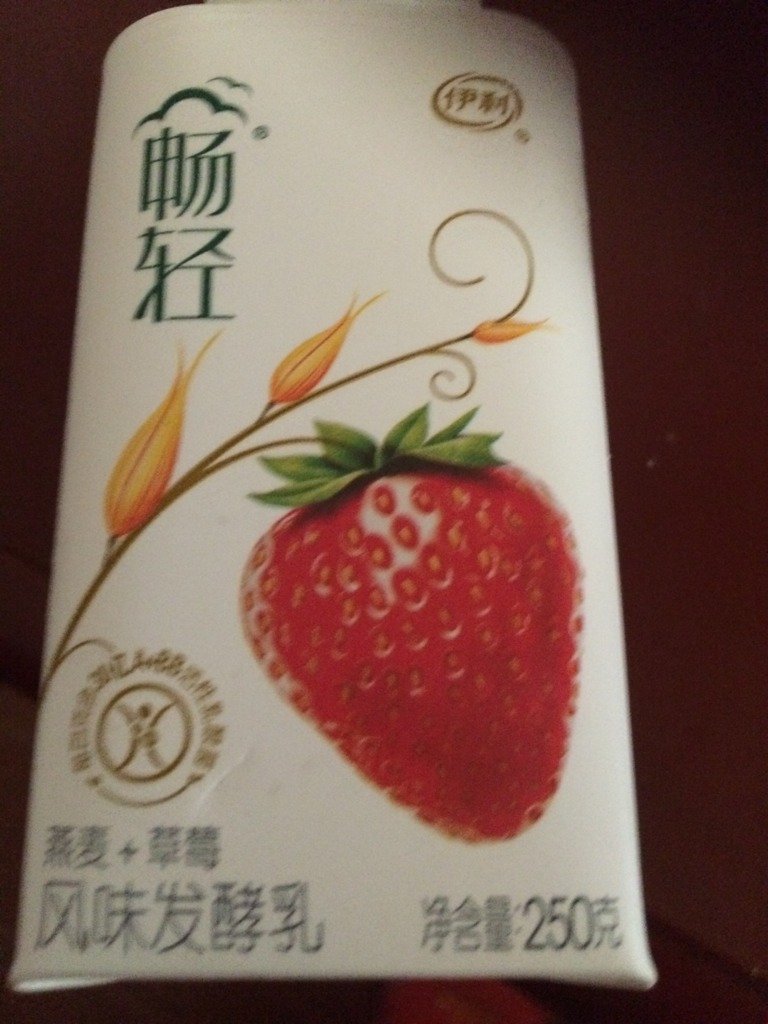 伊利
®
畅轻
®
燕麦+草莓
风味发酵乳
净含量:250克